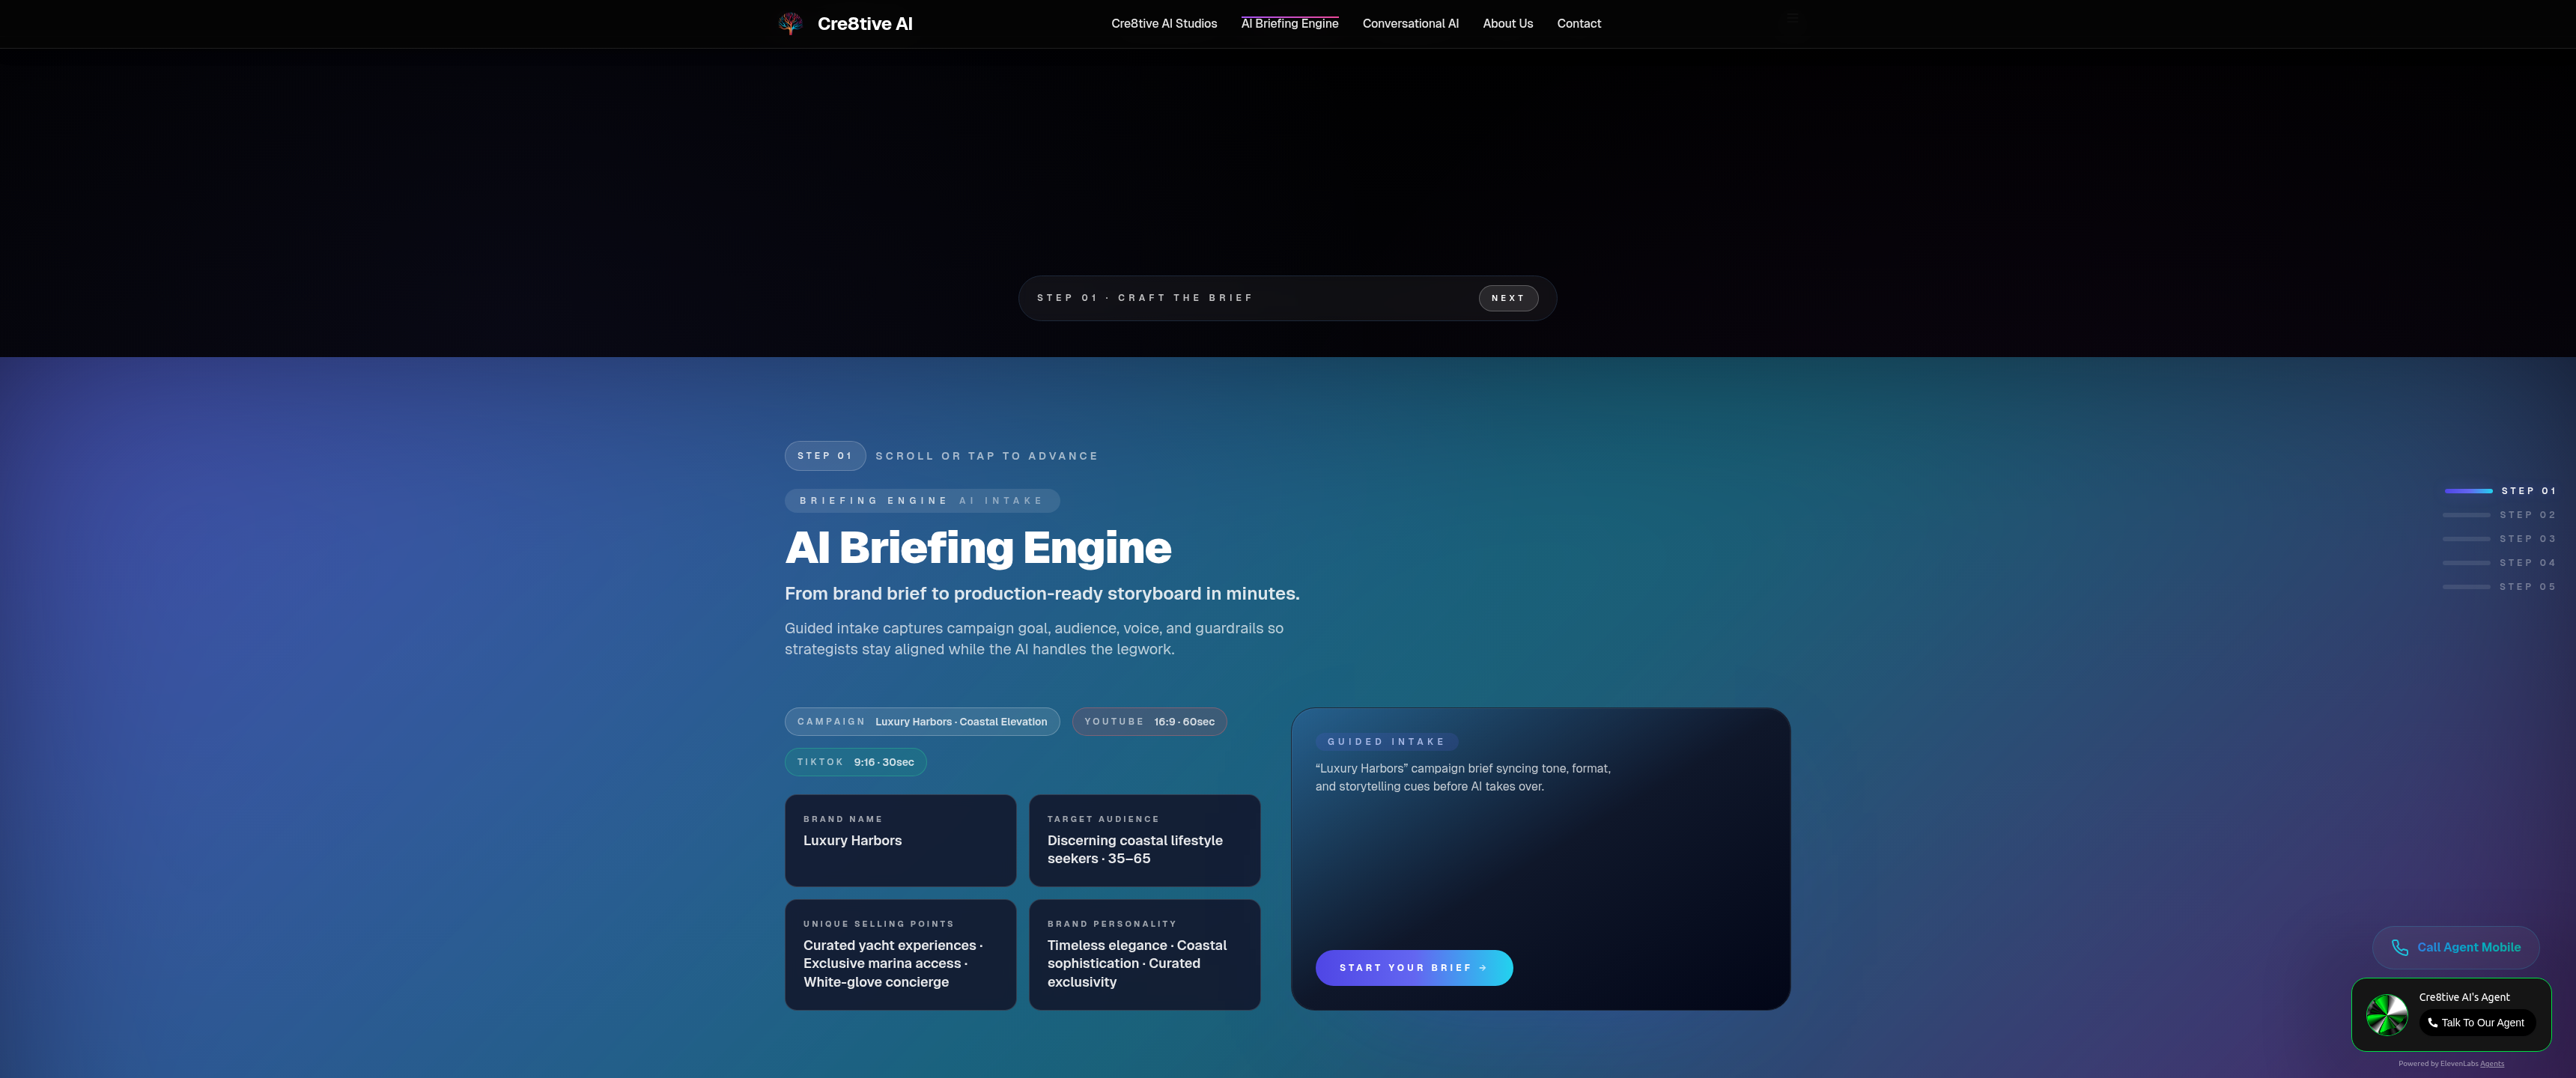 Cre8tive AI
Cre8tive AI Studios
AI Briefing Engine
Conversational AI
About Us
Contact
STEP 01 · CRAFT THE BRIEF
NEXT
STEP 01
SCROLL OR TAP TO ADVANCE
BRIEFING ENGINE AI INTAKE
AI Briefing Engine
From brand brief to production-ready storyboard in minutes.
Guided intake captures campaign goal, audience, voice, and guardrails so
strategists stay aligned while the AI handles the legwork.
CAMPAIGN Luxury Harbors · Coastal Elevation
YOUTUBE 16:9 · 60sec
TIKTOK 9:16 · 30sec
BRAND NAME
Luxury Harbors
TARGET AUDIENCE
Discerning coastal lifestyle
seekers · 35–65
UNIQUE SELLING POINTS
Curated yacht experiences ·
Exclusive marina access ·
White-glove concierge
BRAND PERSONALITY
Timeless elegance · Coastal
sophistication · Curated
exclusivity
GUIDED INTAKE
“Luxury Harbors” campaign brief syncing tone, format,
and storytelling cues before AI takes over.
START YOUR BRIEF →
STEP 01
STEP 02
STEP 03
STEP 04
STEP 05
Call Agent Mobile
Cre8tive AI's Agent
Talk To Our Agent
Powered by ElevenLabs Agents